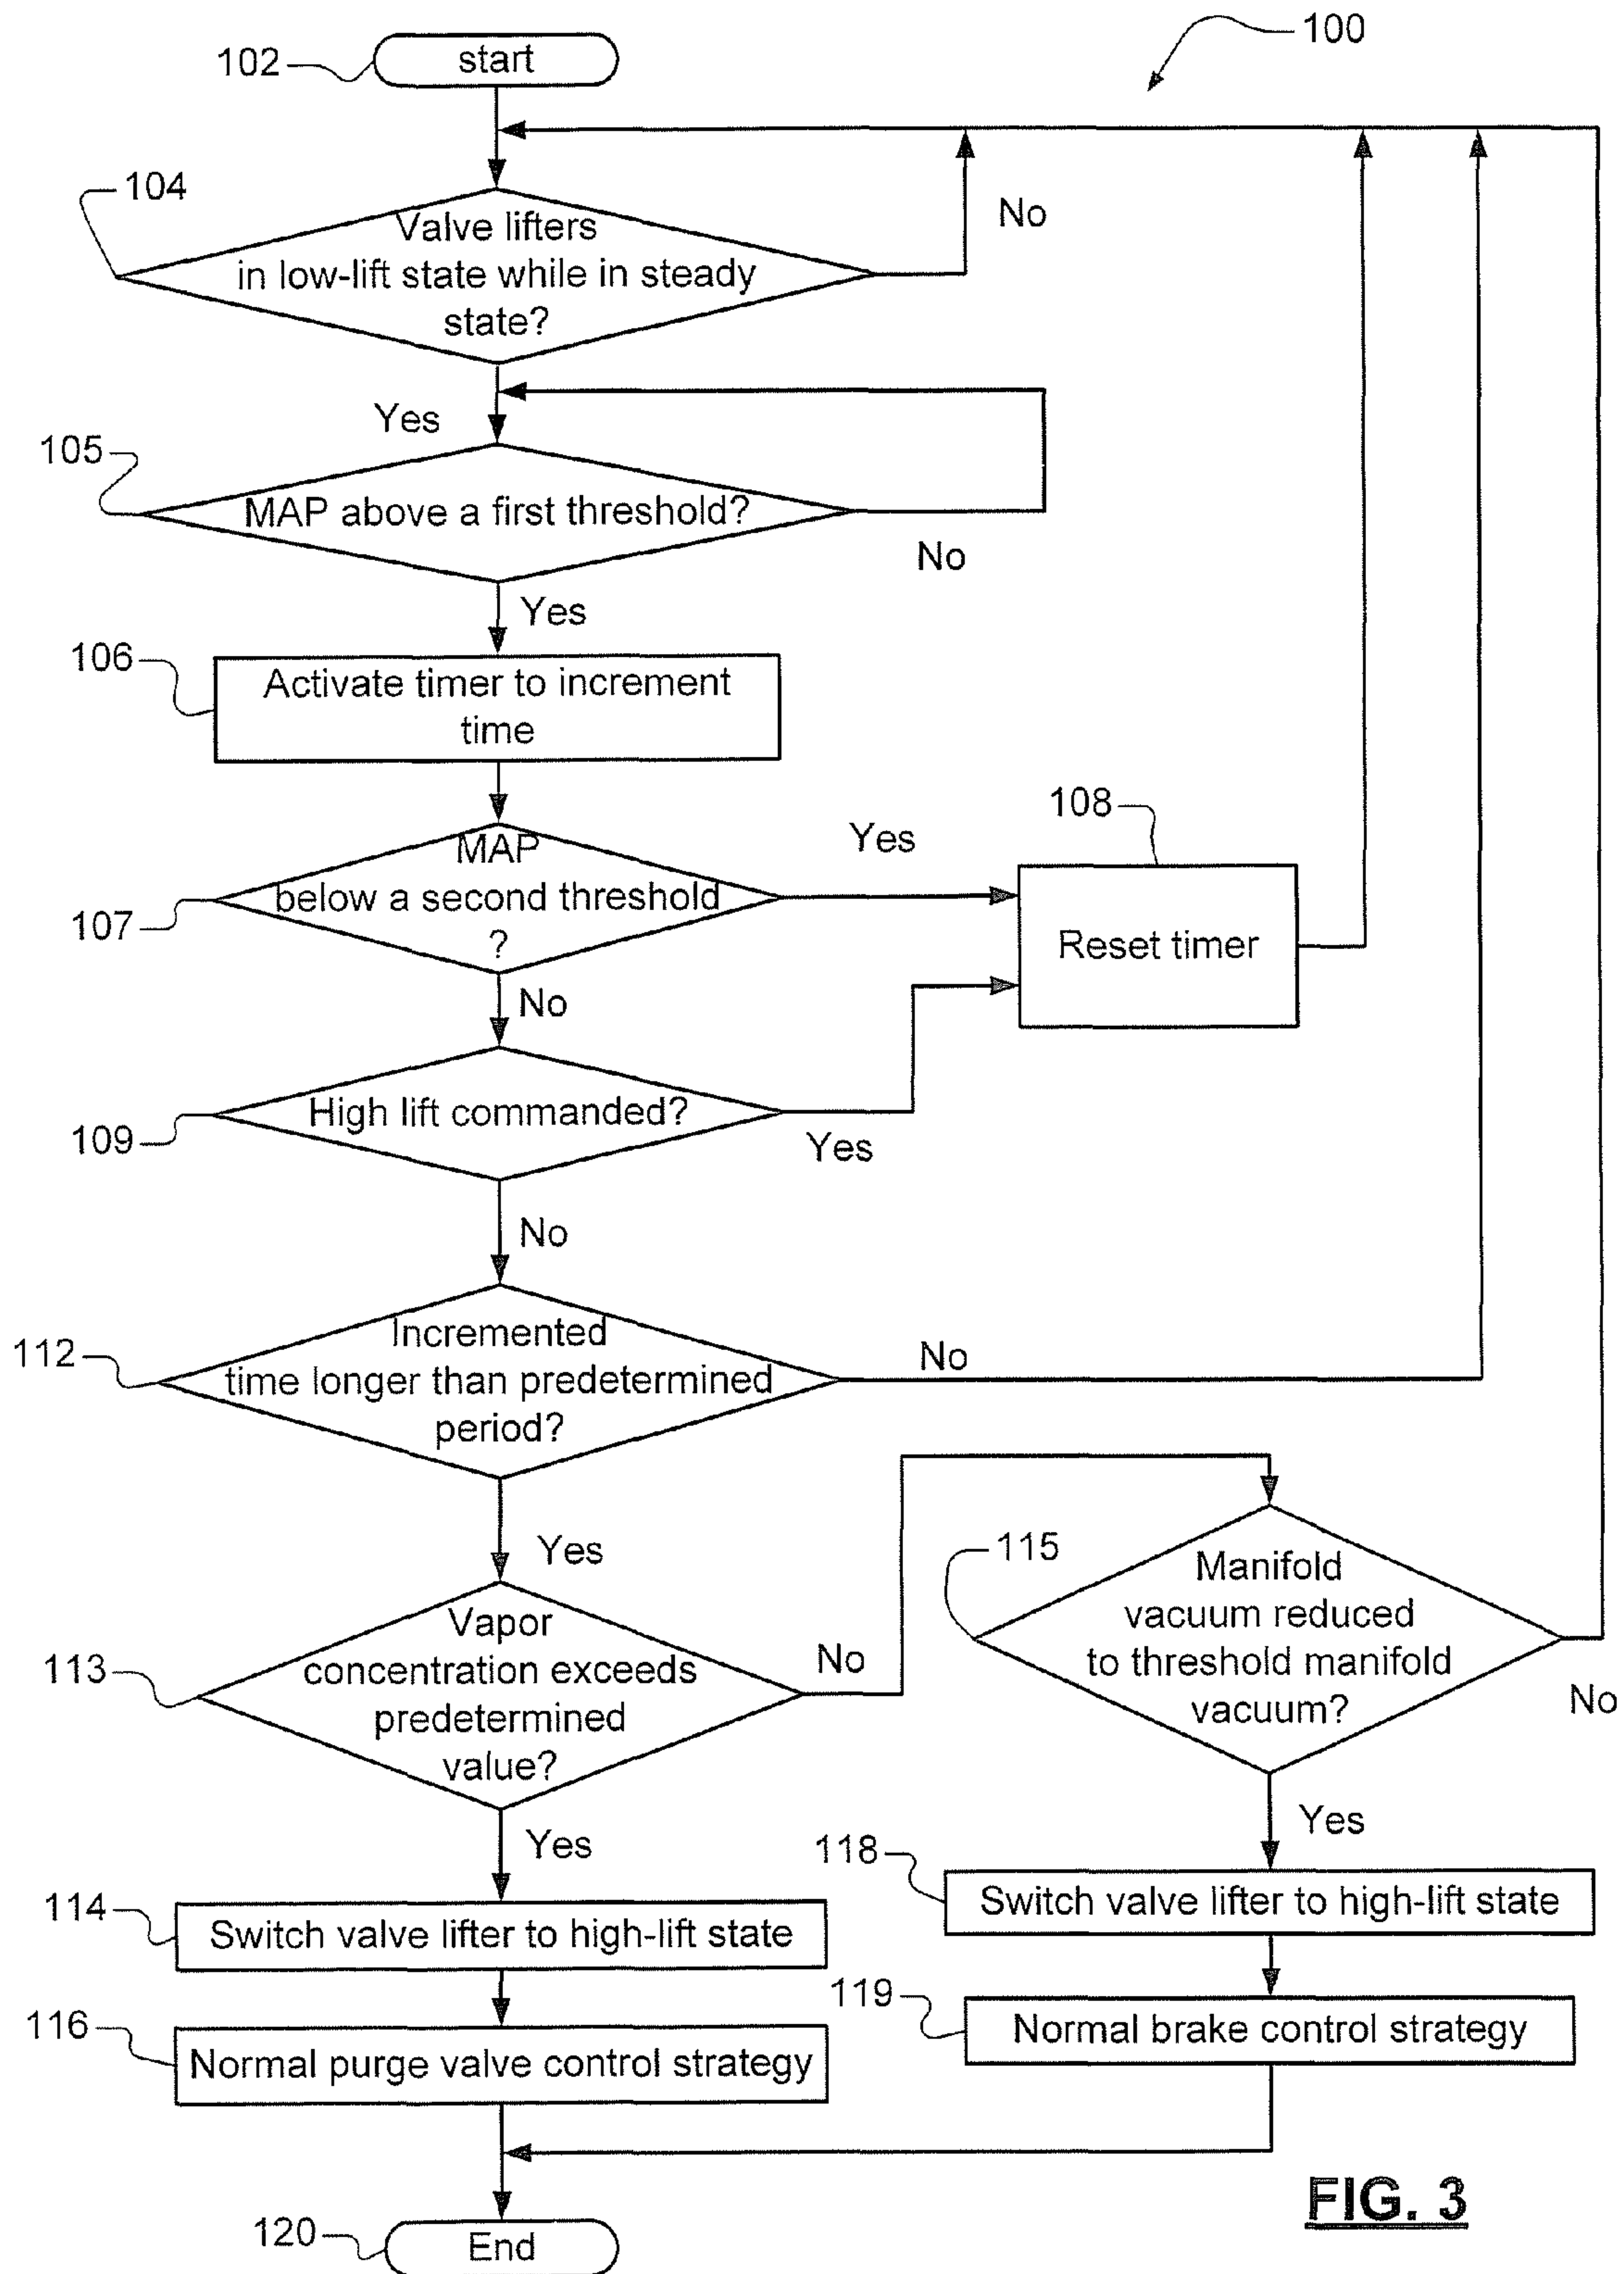 100
102
start
104
Valve lifters
in low-lift state while in steady
state?
No
Yes
105
MAP above a first threshold?
No
Yes
106
Activate timer to increment
time
107
MAP
below a second threshold
?
Yes
108
Reset timer
No
109
High lift commanded?
Yes
No
112
Incremented
time longer than predetermined
period?
No
Yes
113
Vapor
concentration exceeds
predetermined
value?
No
115
Manifold
vacuum reduced
to threshold manifold
vacuum?
No
Yes
Yes
114
Switch valve lifter to high-lift state
118
Switch valve lifter to high-lift state
116
Normal purge valve control strategy
119
Normal brake control strategy
120
End
FIG. 3